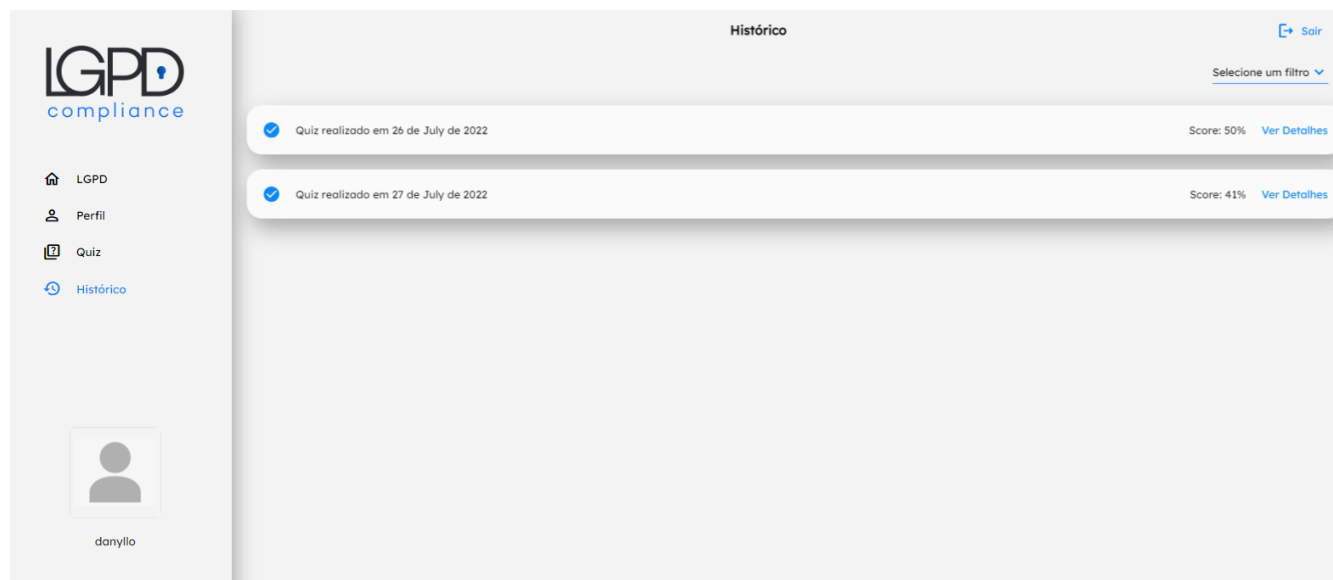 LGPD
compliance
LGPD
Perfil
Quiz
Histórico
danyllo
Histórico
Sair
Selecione um filtro
Quiz realizado em 26 de July de 2022 Score: 50% Ver Detalhes
Quiz realizado em 27 de July de 2022 Score: 41% Ver Detalhes